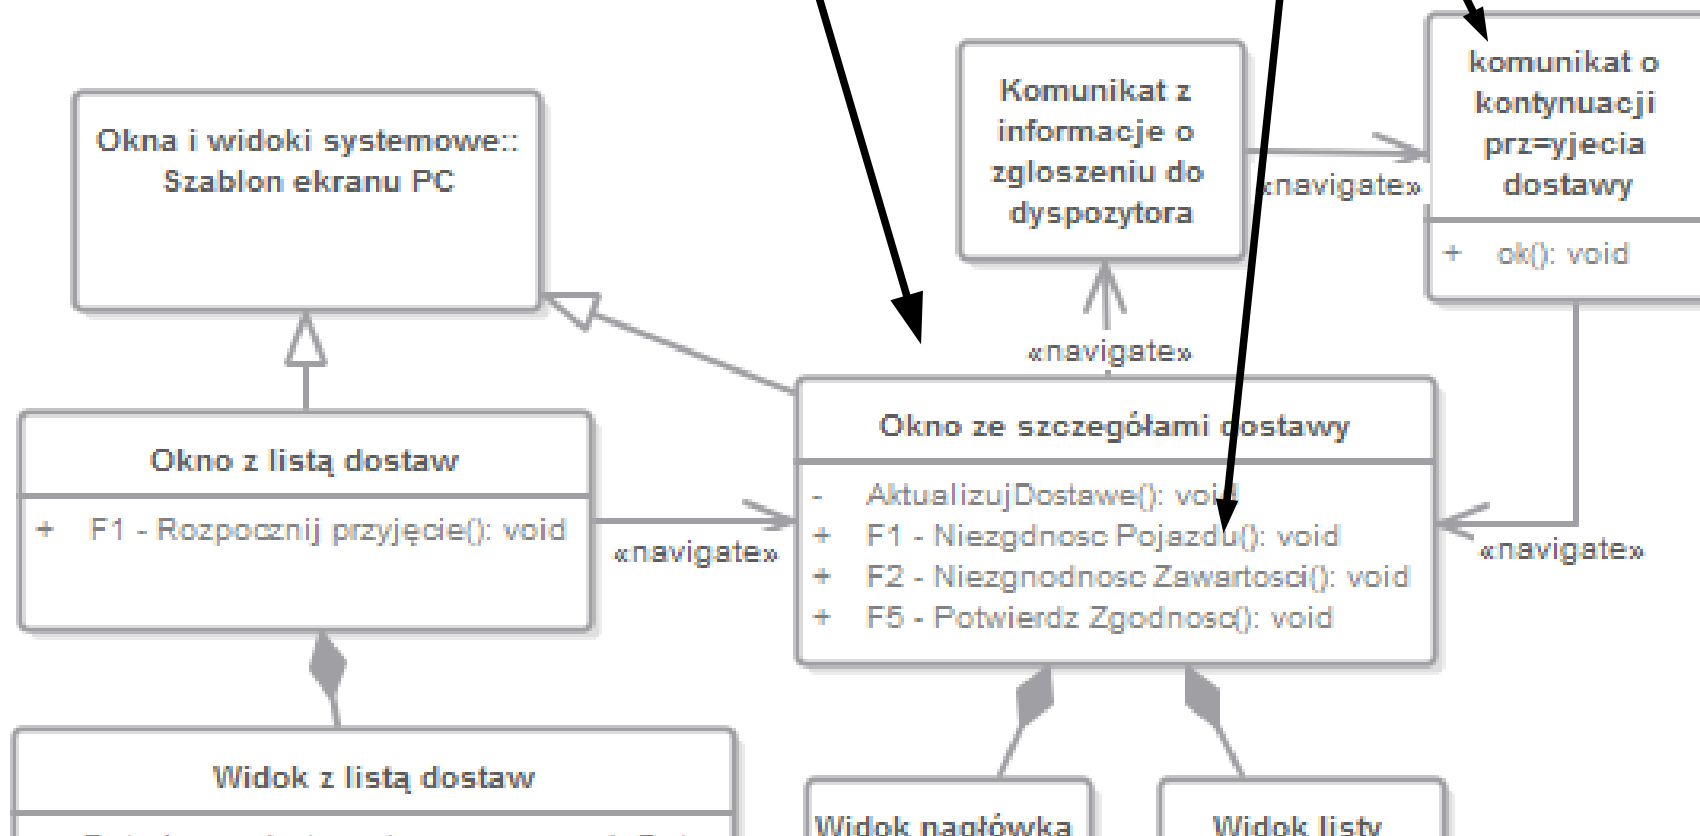 Okna i widoki systemowe::
Szablon ekranu PC
Komunikat z
informacje o
zgloszeniu do
dyspozytora
«navigate»
komunikat o
kontynuacji
prz=yjecia
dostawy
+ ok(): void
«navigate»
Okno z listą dostaw
+ F1 - Rozpocznij przyjęcie(): void
«navigate»
Okno ze szczegółami dostawy
- AktualizujDostawe(): void
+ F1 - Niezgdnosc Pojazdu(): void
+ F2 - Niezgnodnosc Zawartosci(): void
+ F5 - Potwierdz Zgodnosc(): void
«navigate»
Widok z listą dostaw
Widok nagłówka
Widok listy